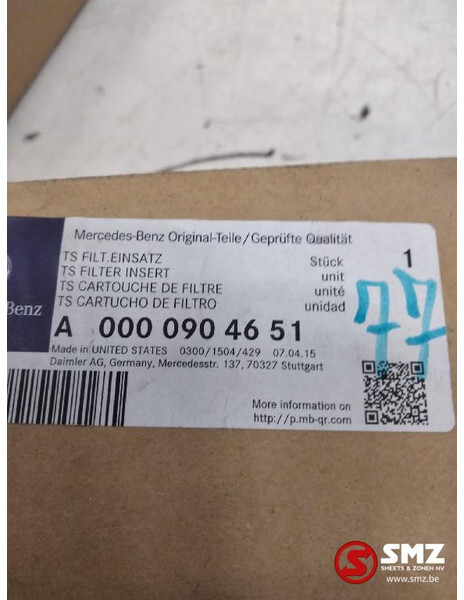 Mercedes-Benz Original-Teile/Geprüfte Qualität
TS FILT.EINSATZ Stück 1
TS FILTER INSERT unit
TS CARTOUCHE DE FILTRE unité
TS CARTUCHO DE FILTRO unidad
Benz
77
A 000 090 46 51
Made in UNITED STATES 0300/1504/429 07.04.15
Daimler AG, Germany, Mercedesstr. 137, 70327 Stuttgart
More information on
http://p.mb-qr.com
SMZ
SHEETS & ZONEN NV
www.smz.be